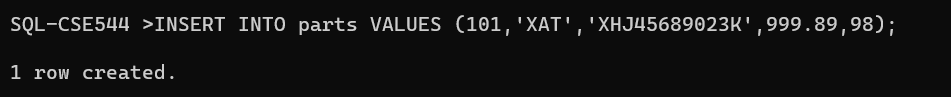 SQL-CSE544 >INSERT INTO parts VALUES (101,'XAT','XHJ45689023K',999.89,98);
1 row created.